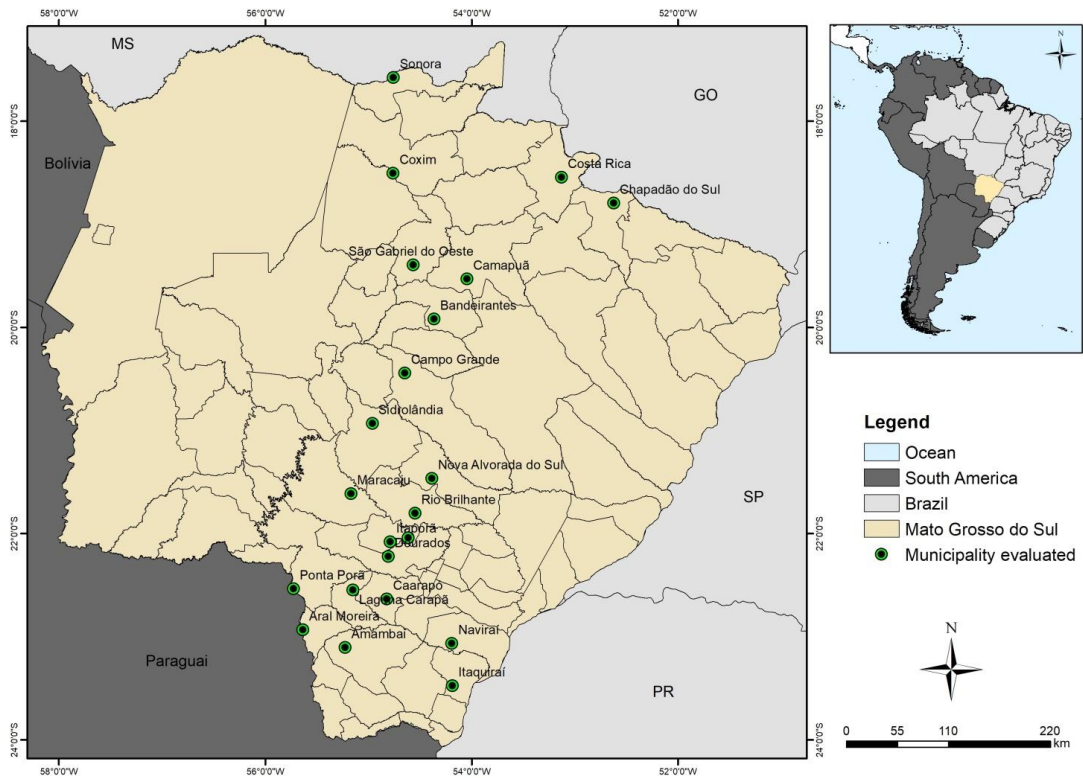 58°0'0"W
56°0'0"W
54°0'0"W
52°0'0"W
MS
Sonora
GO
18°0'0"S
18°0'0"S
Bolívia
Coxim
Costa Rica
Chapadão do Sul
São Gabriel do Oeste
Camapuã
Bandeirantes
20°0'0"S
20°0'0"S
Campo Grande
Sidrolândia
Nova Alvorada do Sul
Maracaju
Rio Brilhante
SP
Itaporã
22°0'0"S
22°0'0"S
Dourados
Ponta Porã
Caarapó
Laguna Carapã
Aral Moreira
Amambai
Naviraí
Paraguai
Itaquiraí
PR
24°0'0"S
24°0'0"S
58°0'0"W
56°0'0"W
54°0'0"W
52°0'0"W
N
Legend
Ocean
South America
Brazil
Mato Grosso do Sul
Municipality evaluated
N
0 55 110 220
km